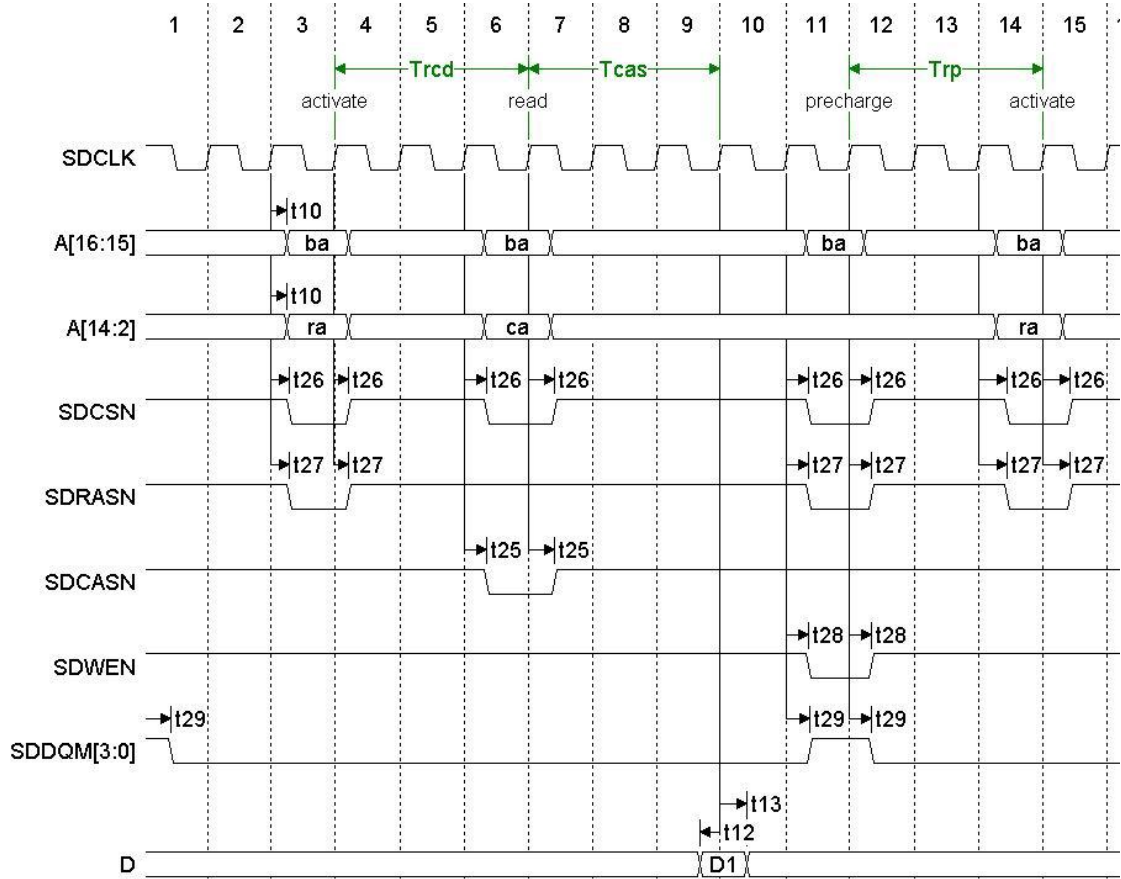 1 2 3 4 5 6 7 8 9 10 11 12 13 14 15
Trcd Tcas Trp
activate read precharge activate
SDCLK
t10
A[16:15] ba ba ba ba
t10
A[14:2] ra ca ra
t26 t26 t26 t26 t26 t26 t26 t26
SDCSN
t27 t27 t27 t27 t27 t27
SDRASN
t25 t25
SDCASN
t28 t28
SDWEN
t29 t29 t29
SDDQM[3:0]
t13
t12
D D1